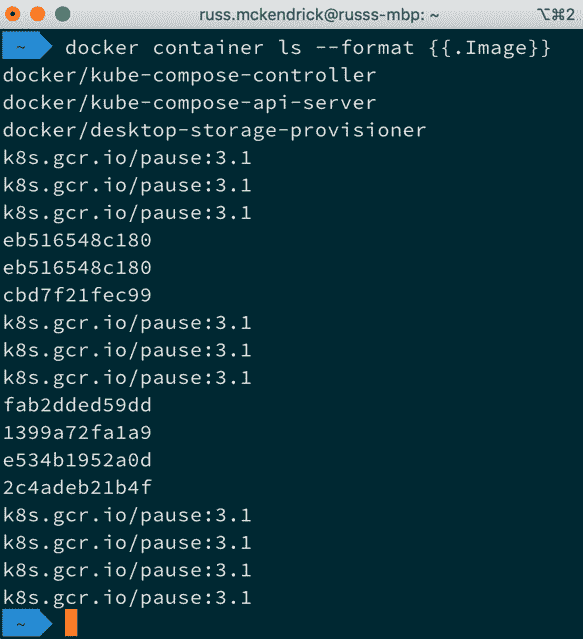 russ.mckendrick@russs-mbp: ~ ⌥⌘2
~ docker container ls --format {{.Image}}
docker/kube-compose-controller
docker/kube-compose-api-server
docker/desktop-storage-provisioner
k8s.gcr.io/pause:3.1
k8s.gcr.io/pause:3.1
k8s.gcr.io/pause:3.1
eb516548c180
eb516548c180
cbd7f21fec99
k8s.gcr.io/pause:3.1
k8s.gcr.io/pause:3.1
k8s.gcr.io/pause:3.1
fab2dded59dd
1399a72fa1a9
e534b1952a0d
2c4adeb21b4f
k8s.gcr.io/pause:3.1
k8s.gcr.io/pause:3.1
k8s.gcr.io/pause:3.1
k8s.gcr.io/pause:3.1
~